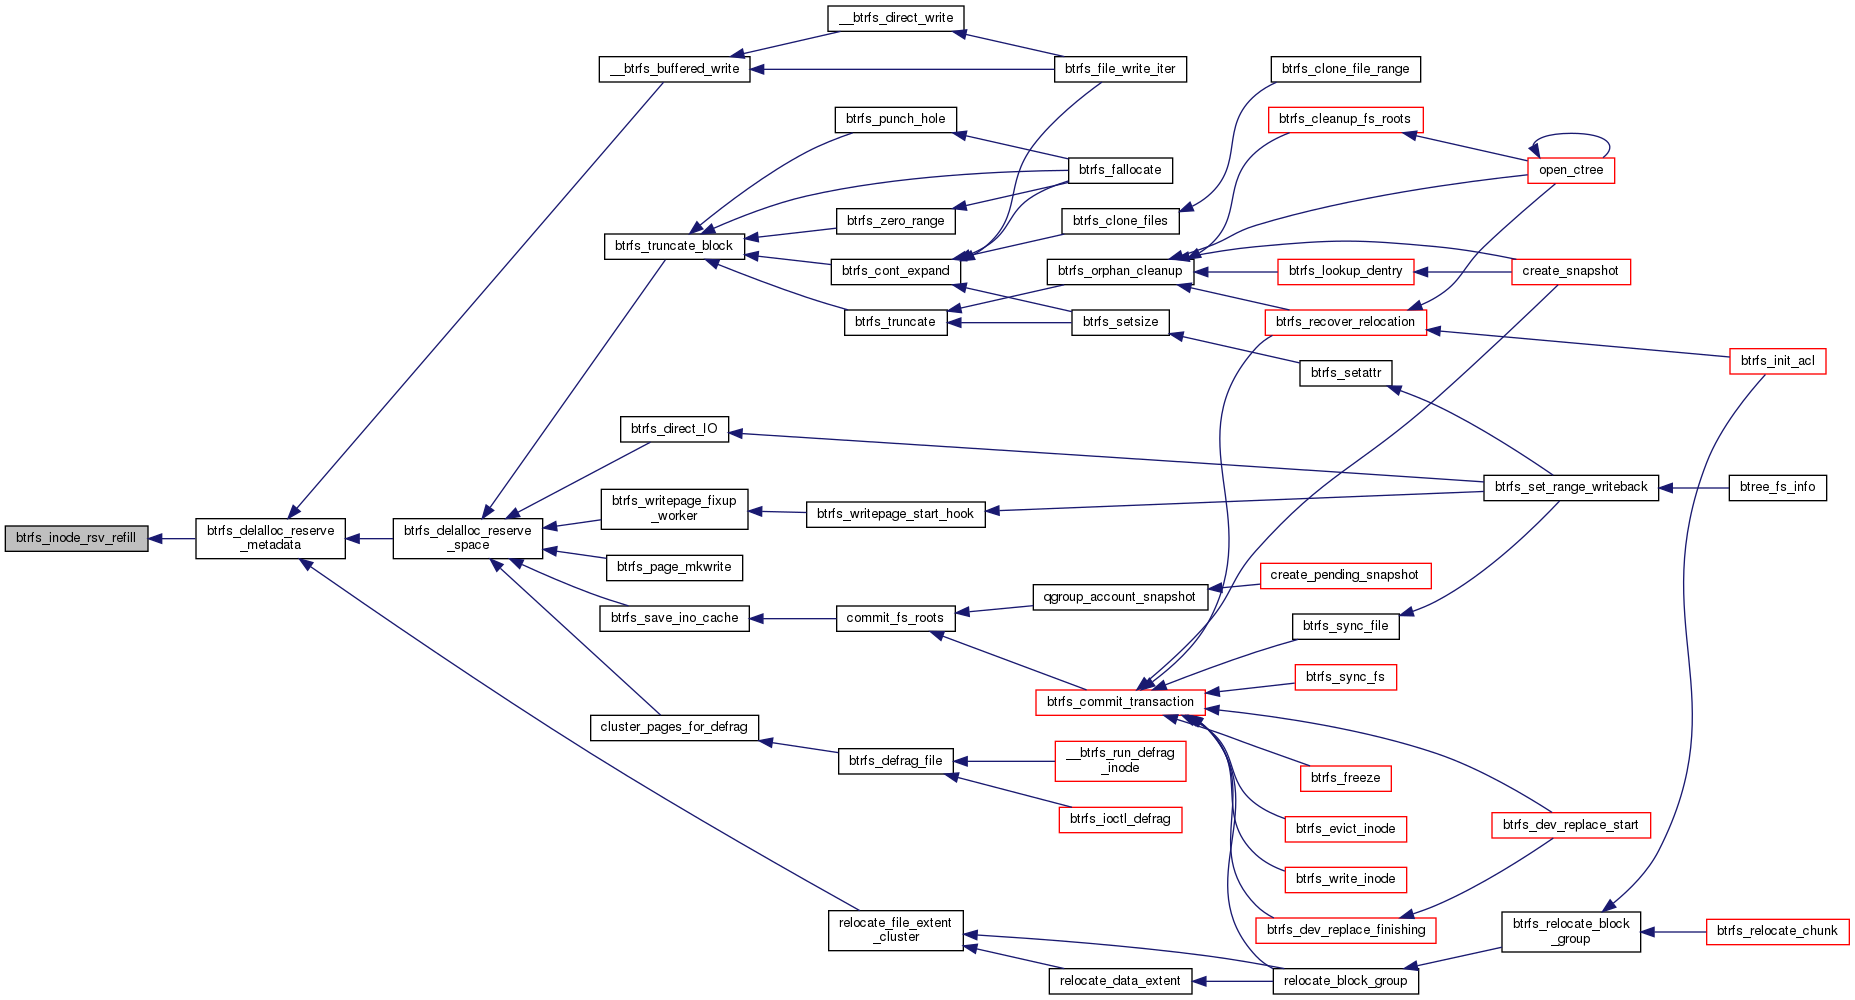 __btrfs_direct_write
__btrfs_buffered_write
btrfs_file_write_iter
btrfs_clone_file_range
btrfs_punch_hole
btrfs_cleanup_fs_roots
btrfs_fallocate
open_ctree
btrfs_zero_range
btrfs_clone_files
btrfs_truncate_block
btrfs_cont_expand
btrfs_orphan_cleanup
btrfs_lookup_dentry
create_snapshot
btrfs_truncate
btrfs_setsize
btrfs_recover_relocation
btrfs_init_acl
btrfs_setattr
btrfs_direct_IO
btrfs_set_range_writeback
btree_fs_info
btrfs_writepage_fixup
_worker
btrfs_writepage_start_hook
btrfs_inode_rsv_refill
btrfs_delalloc_reserve
_metadata
btrfs_delalloc_reserve
_space
btrfs_page_mkwrite
create_pending_snapshot
qgroup_account_snapshot
btrfs_save_ino_cache
commit_fs_roots
btrfs_sync_file
btrfs_sync_fs
btrfs_commit_transaction
cluster_pages_for_defrag
btrfs_defrag_file
__btrfs_run_defrag
_inode
btrfs_freeze
btrfs_ioctl_defrag
btrfs_evict_inode
btrfs_dev_replace_start
btrfs_write_inode
relocate_file_extent
_cluster
btrfs_dev_replace_finishing
btrfs_relocate_block
_group
btrfs_relocate_chunk
relocate_data_extent
relocate_block_group